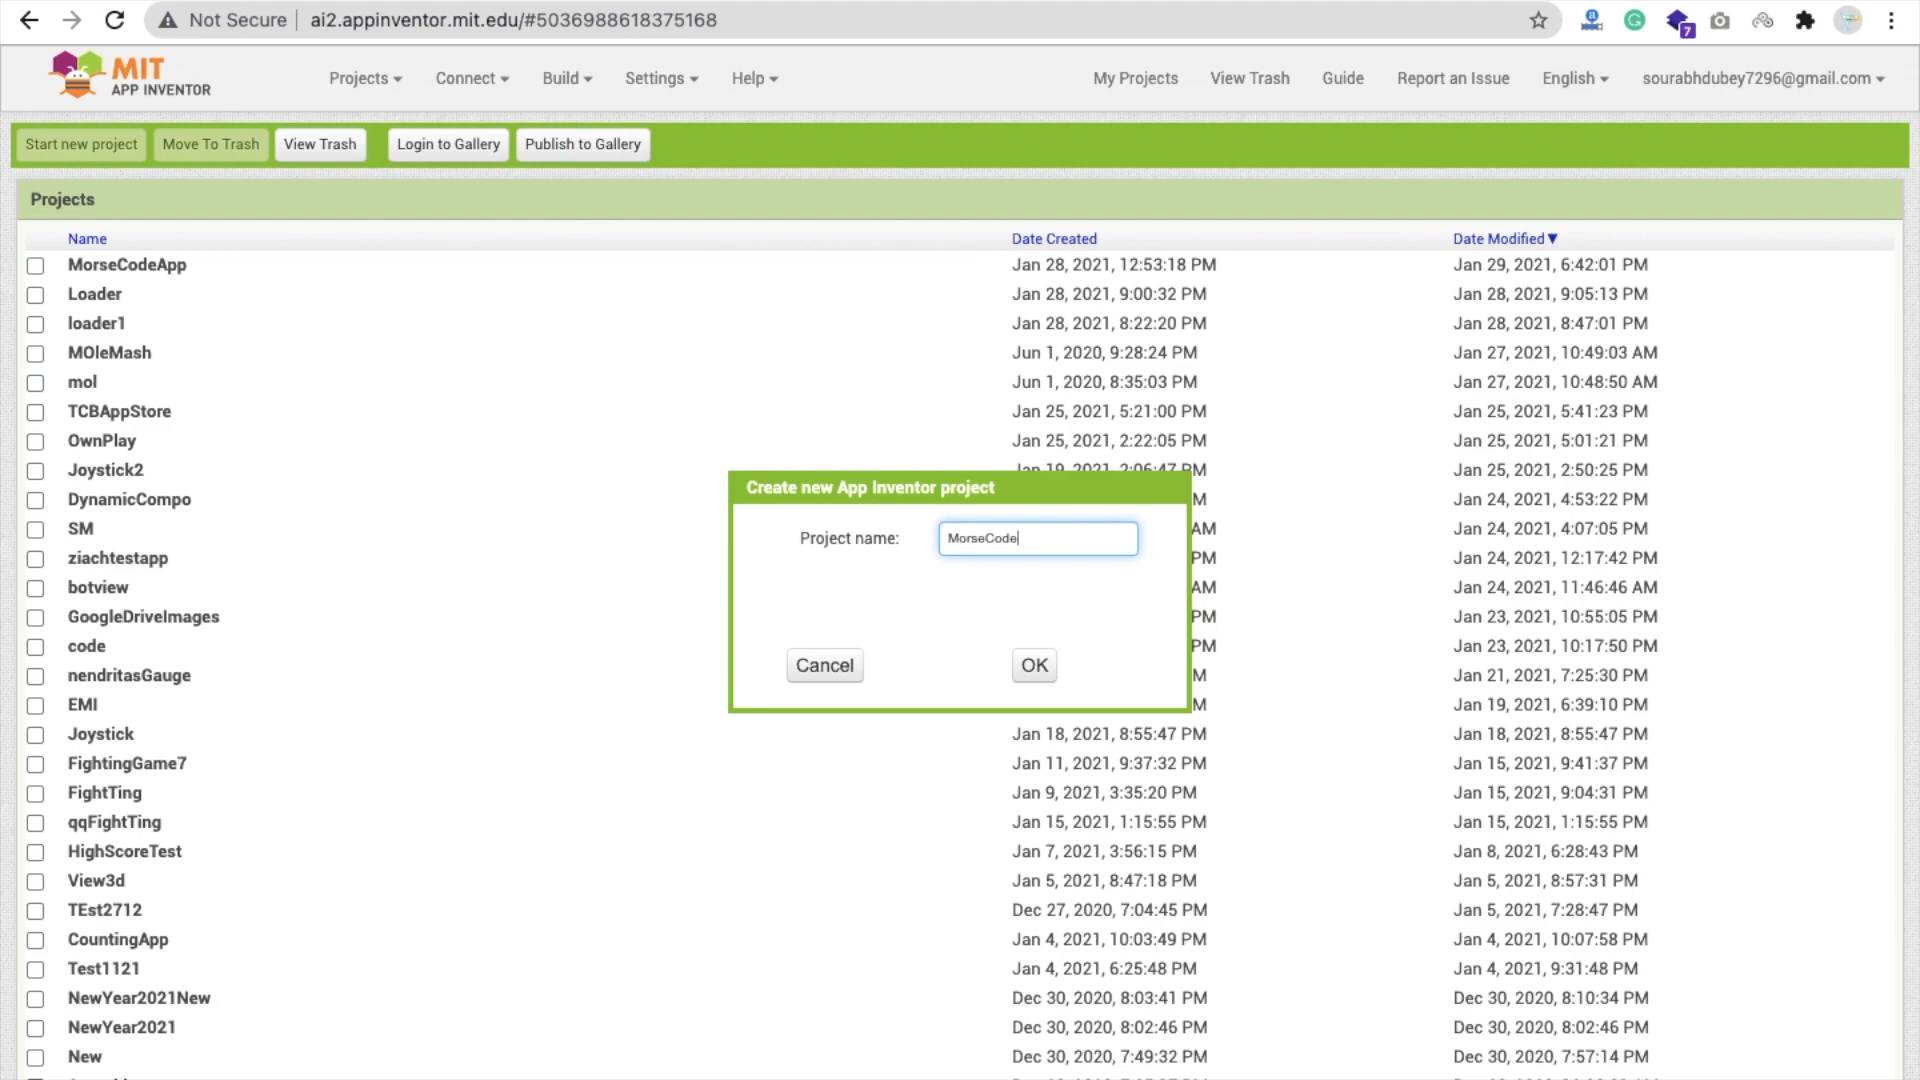 Not Secure ai2.appinventor.mit.edu/#5036988618375168
7
MIT
APP INVENTOR
Projects Connect Build Settings Help My Projects View Trash Guide Report an Issue English sourabhdubey7296@gmail.com
Start new project Move To Trash View Trash Login to Gallery Publish to Gallery
Projects
Name Date Created Date Modified▼
MorseCodeApp Jan 28, 2021, 12:53:18 PM Jan 29, 2021, 6:42:01 PM
Loader Jan 28, 2021, 9:00:32 PM Jan 28, 2021, 9:05:13 PM
loader1 Jan 28, 2021, 8:22:20 PM Jan 28, 2021, 8:47:01 PM
MOleMash Jun 1, 2020, 9:28:24 PM Jan 27, 2021, 10:49:03 AM
mol Jun 1, 2020, 8:35:03 PM Jan 27, 2021, 10:48:50 AM
TCBAppStore Jan 25, 2021, 5:21:00 PM Jan 25, 2021, 5:41:23 PM
OwnPlay Jan 25, 2021, 2:22:05 PM Jan 25, 2021, 5:01:21 PM
Joystick2 Jan 19, 2021, 2:06:47 PM Jan 25, 2021, 2:50:25 PM
DynamicCompo M Jan 24, 2021, 4:53:22 PM
SM AM Jan 24, 2021, 4:07:05 PM
ziachtestapp PM Jan 24, 2021, 12:17:42 PM
botview AM Jan 24, 2021, 11:46:46 AM
GoogleDriveImages PM Jan 23, 2021, 10:55:05 PM
code PM Jan 23, 2021, 10:17:50 PM
nendritasGauge M Jan 21, 2021, 7:25:30 PM
EMI M Jan 19, 2021, 6:39:10 PM
Joystick Jan 18, 2021, 8:55:47 PM Jan 18, 2021, 8:55:47 PM
FightingGame7 Jan 11, 2021, 9:37:32 PM Jan 15, 2021, 9:41:37 PM
FightTing Jan 9, 2021, 3:35:20 PM Jan 15, 2021, 9:04:31 PM
qqFightTing Jan 15, 2021, 1:15:55 PM Jan 15, 2021, 1:15:55 PM
HighScoreTest Jan 7, 2021, 3:56:15 PM Jan 8, 2021, 6:28:43 PM
View3d Jan 5, 2021, 8:47:18 PM Jan 5, 2021, 8:57:31 PM
TEst2712 Dec 27, 2020, 7:04:45 PM Jan 5, 2021, 7:28:47 PM
CountingApp Jan 4, 2021, 10:03:49 PM Jan 4, 2021, 10:07:58 PM
Test1121 Jan 4, 2021, 6:25:48 PM Jan 4, 2021, 9:31:48 PM
NewYear2021New Dec 30, 2020, 8:03:41 PM Dec 30, 2020, 8:10:34 PM
NewYear2021 Dec 30, 2020, 8:02:46 PM Dec 30, 2020, 8:02:46 PM
New Dec 30, 2020, 7:49:32 PM Dec 30, 2020, 7:57:14 PM
Create new App Inventor project
Project name: MorseCode
Cancel OK